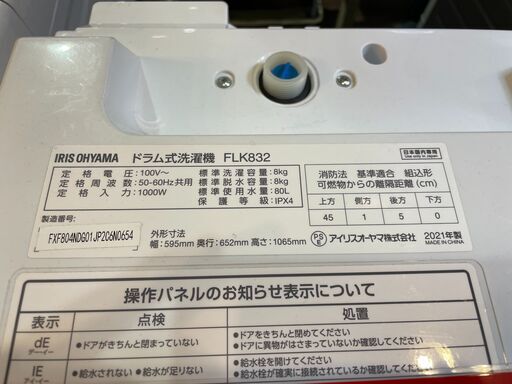 IRIS OHYAMA ドラム式洗濯機 FLK832
日本国内専用
Use only in Japan
定格電圧:100V~ 標準洗濯容量:8kg
定格周波数:50-60Hz共用 標準脱水容量:8kg
定格入力:1000W 標準使用水量:80L
保護等級:IPX4
消防法 基準適合 組込形
可燃物からの離隔距離(cm)
上方 側方 後方 下方
45 1 5 0
製造番号:
FXF804NDG01JP2C6N0654
外形寸法
幅:595mm 奥行:652mm 高さ:1065mm
PS
E
アイリスオーヤマ株式会社 2021年製
MADE IN CHINA
操作パネルのお知らせ表示について
表示 点検 処置
dE
デー・イー
●ドアがきちんと閉まっていない
●ドアをきちんと閉めてください
●ドアに異物がはさまっていないか確認してください
IE
アイ・イー
●給水されない ●給水が足りない
●給水栓を開けてください
●給水栓が確実に接続されているか確認してください